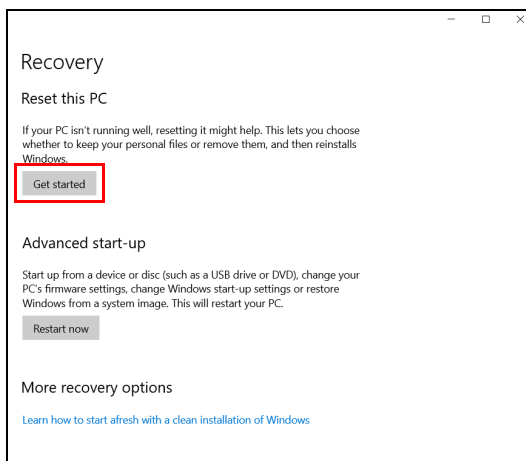 Recovery
Reset this PC
If your PC isn't running well, resetting it might help. This lets you choose
whether to keep your personal files or remove them, and then reinstalls
Windows.
Get started
Advanced start-up
Start up from a device or disc (such as a USB drive or DVD), change your
PC's firmware settings, change Windows start-up settings or restore
Windows from a system image. This will restart your PC.
Restart now
More recovery options
Learn how to start afresh with a clean installation of Windows